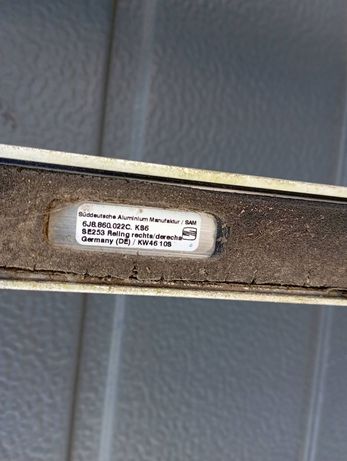 Süddeutsche Aluminium Manufaktur / SAM
6J8.860.022C. KS6
SE253 Reling rechts/derecha
Germany (DE) / KW46 10S